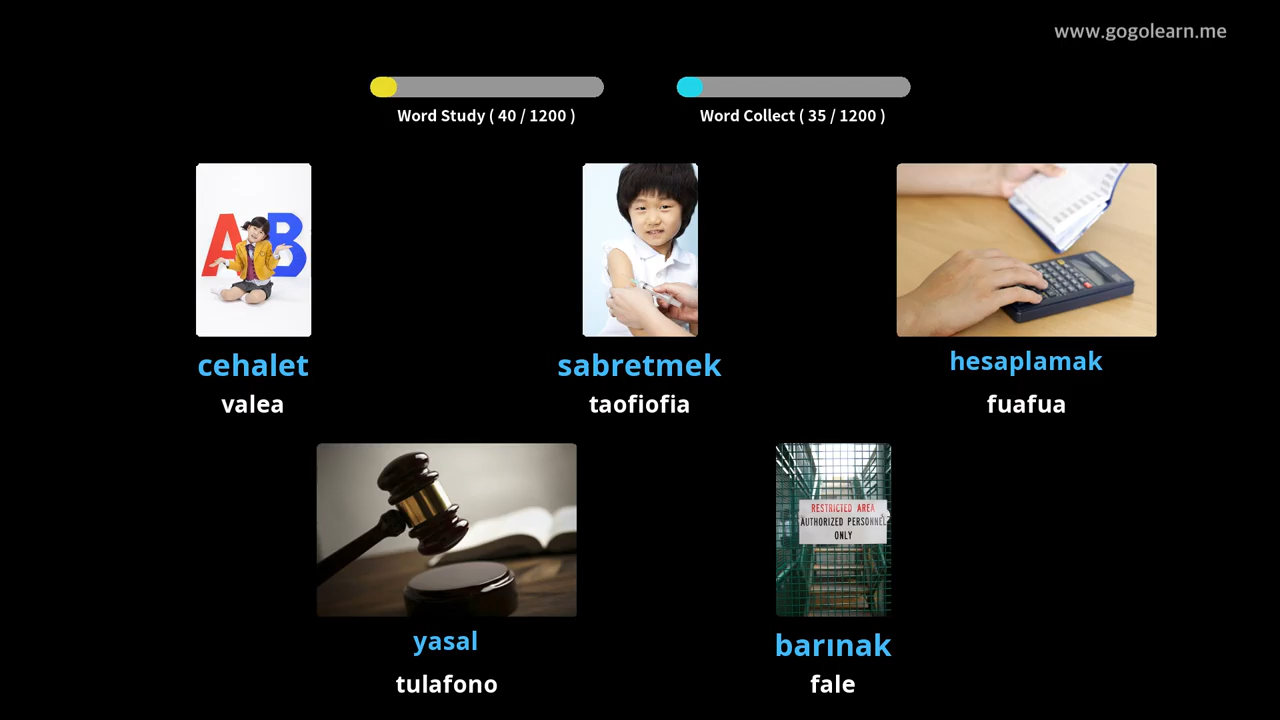 www.gogolearn.me
Word Study ( 40 / 1200 )
Word Collect ( 35 / 1200 )
A B
cehalet
valea
sabretmek
taofiofia
hesaplamak
fuafua
RESTRICTED AREA
AUTHORIZED PERSONNEL
ONLY
yasal
tulafono
barınak
fale